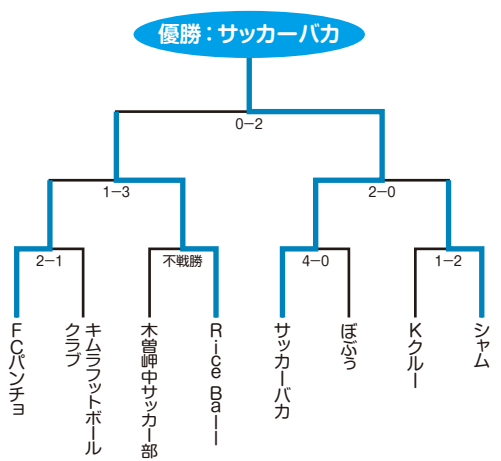 優勝：サッカーバカ
0−2
1−3
2−0
2−1
不戦勝
4−0
1−2
FCパンチョ
キムラフットボール
クラブ
木曽岬中サッカー部
Rice Ball
サッカーバカ
ぼぶぅ
Kクルー
シャム